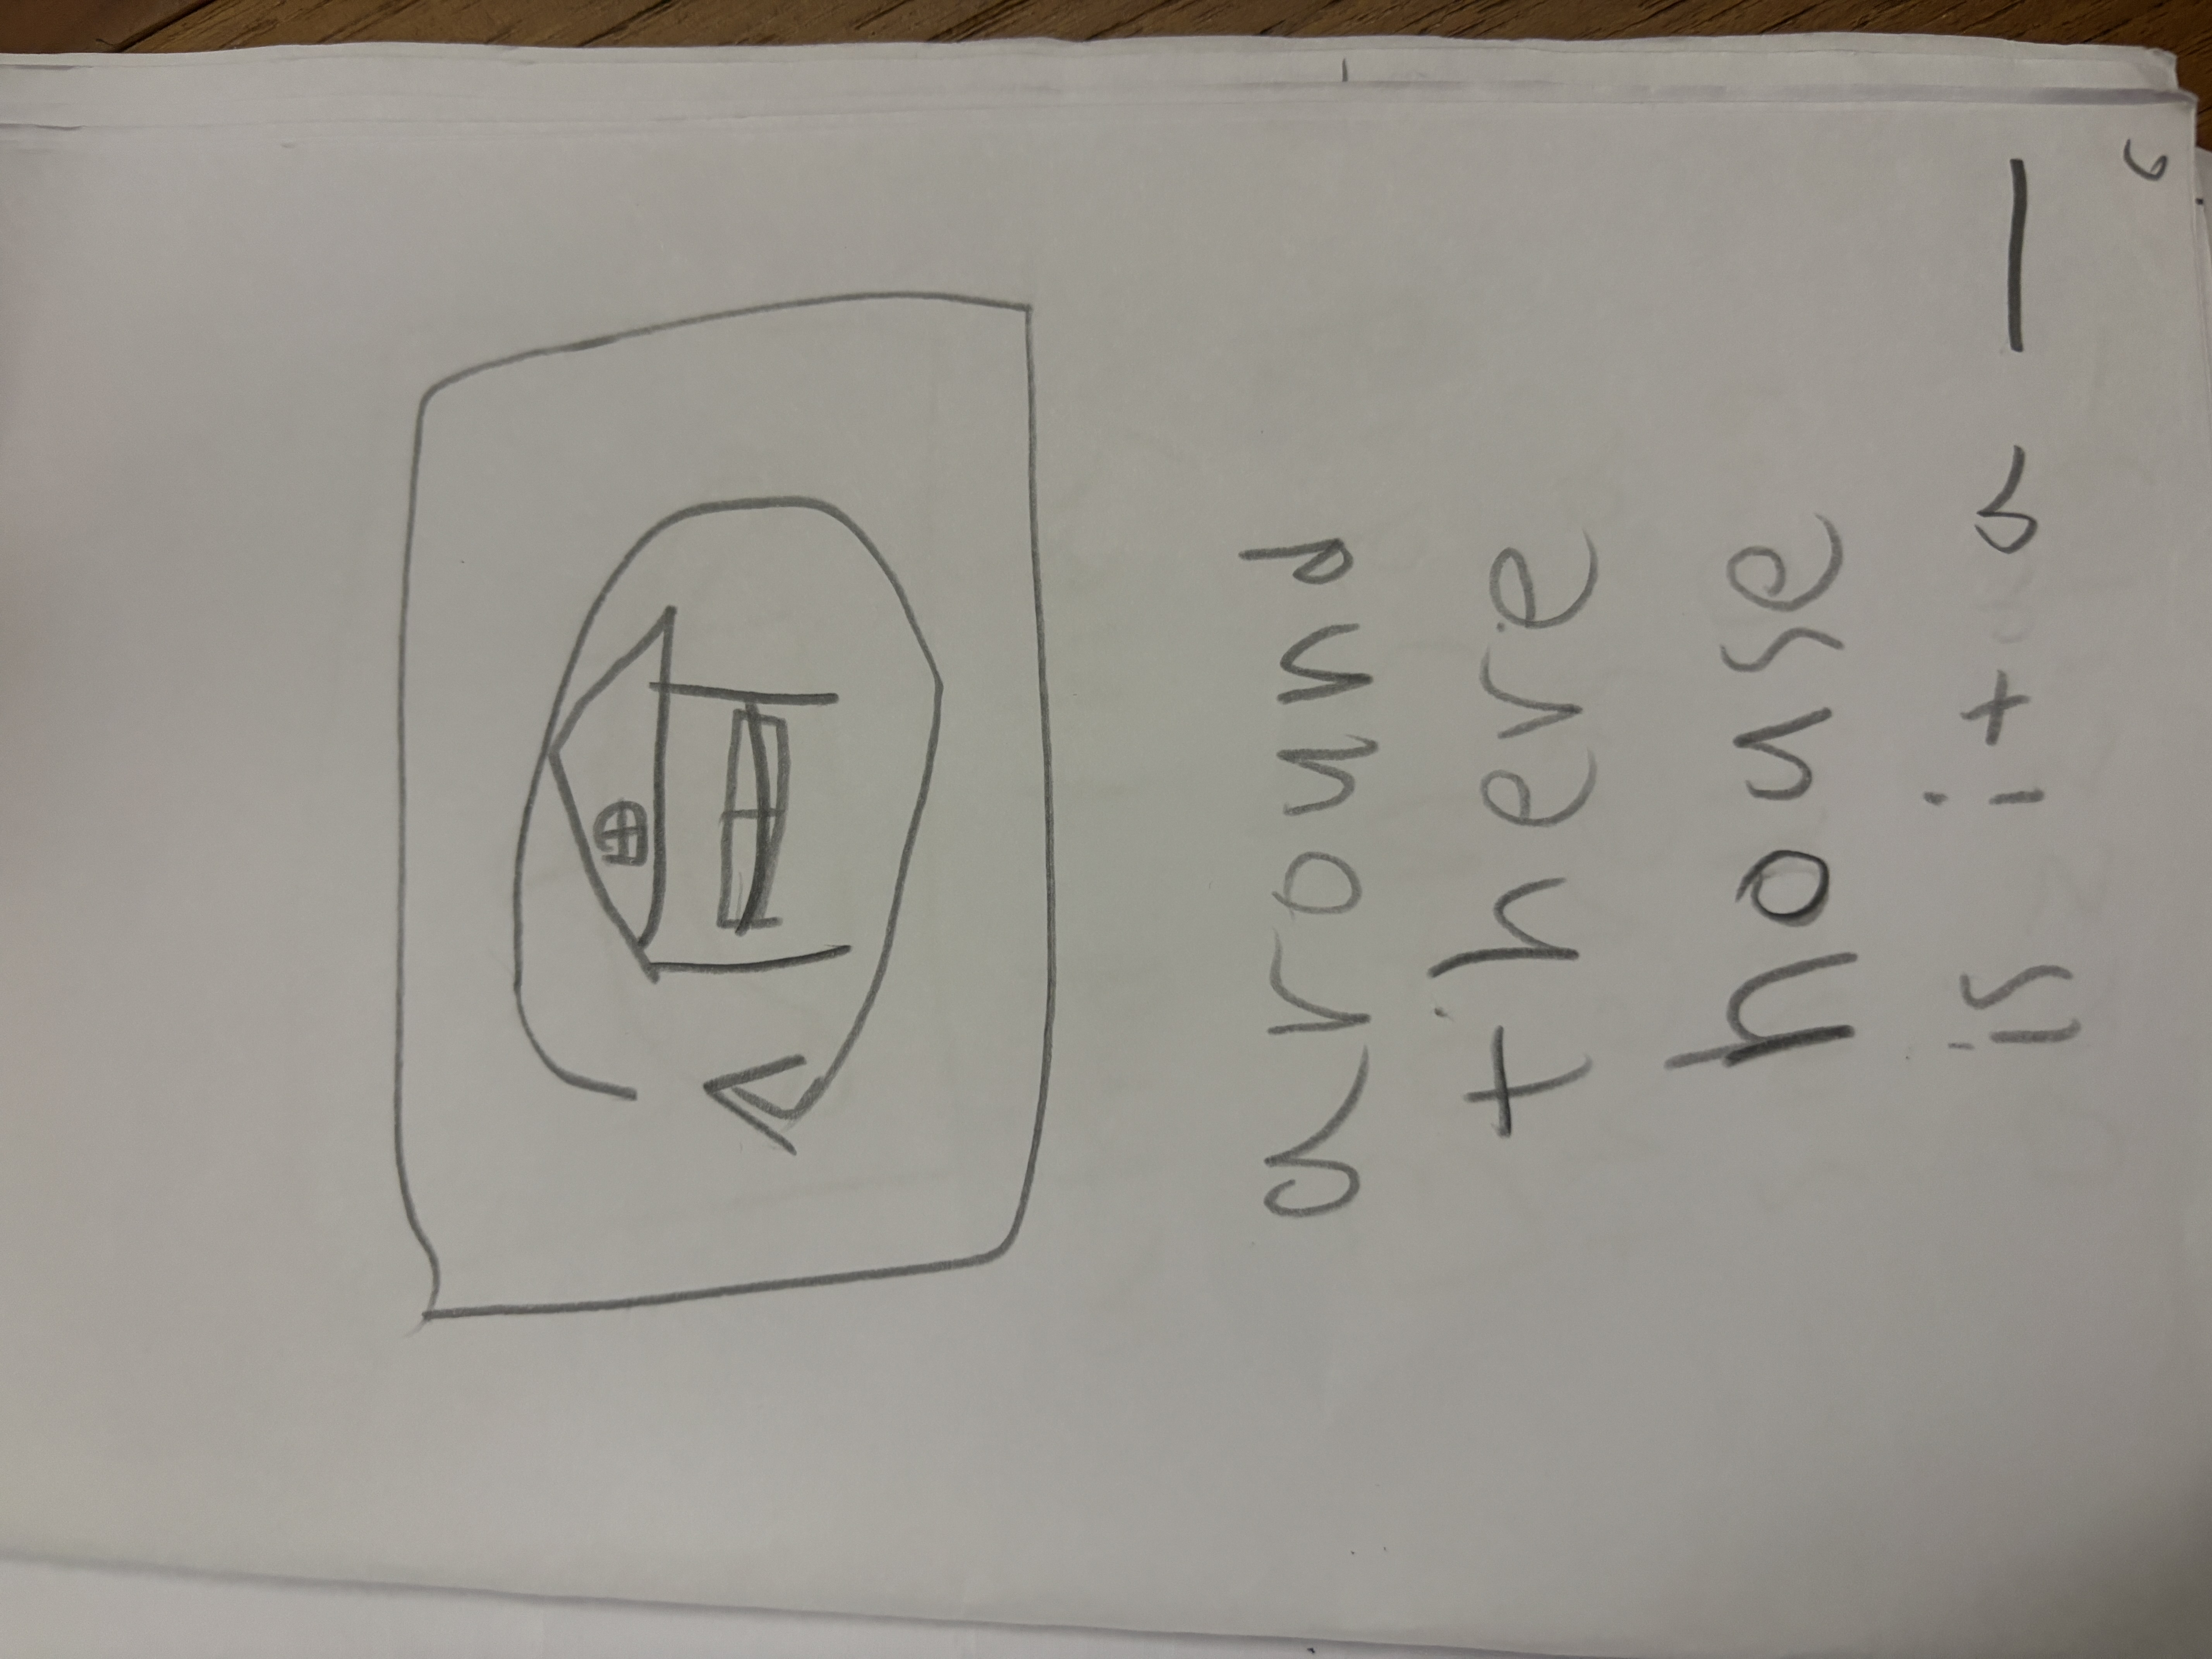 around
there
house
is it a —
6